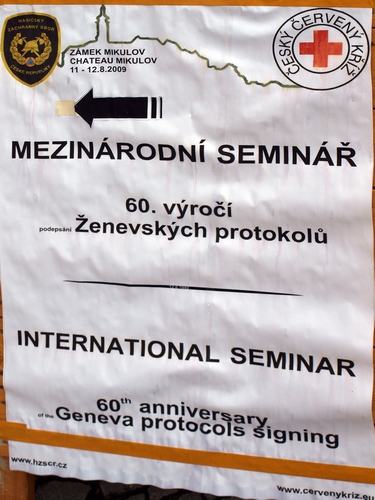 HASIČSKÝ
ZÁCHRANNÝ SBOR
ČESKÉ REPUBLIKY
ZÁMEK MIKULOV
CHATEAU MIKULOV
11 - 12.8.2009
ČESKÝ ČERVENÝ KŘÍŽ
MEZINÁRODNÍ SEMINÁŘ
60. výročí
podepsání Ženevských protokolů
INTERNATIONAL SEMINAR
60th anniversary
of the Geneva protocols signing
www.hzscr.cz
www.cervenykriz.eu